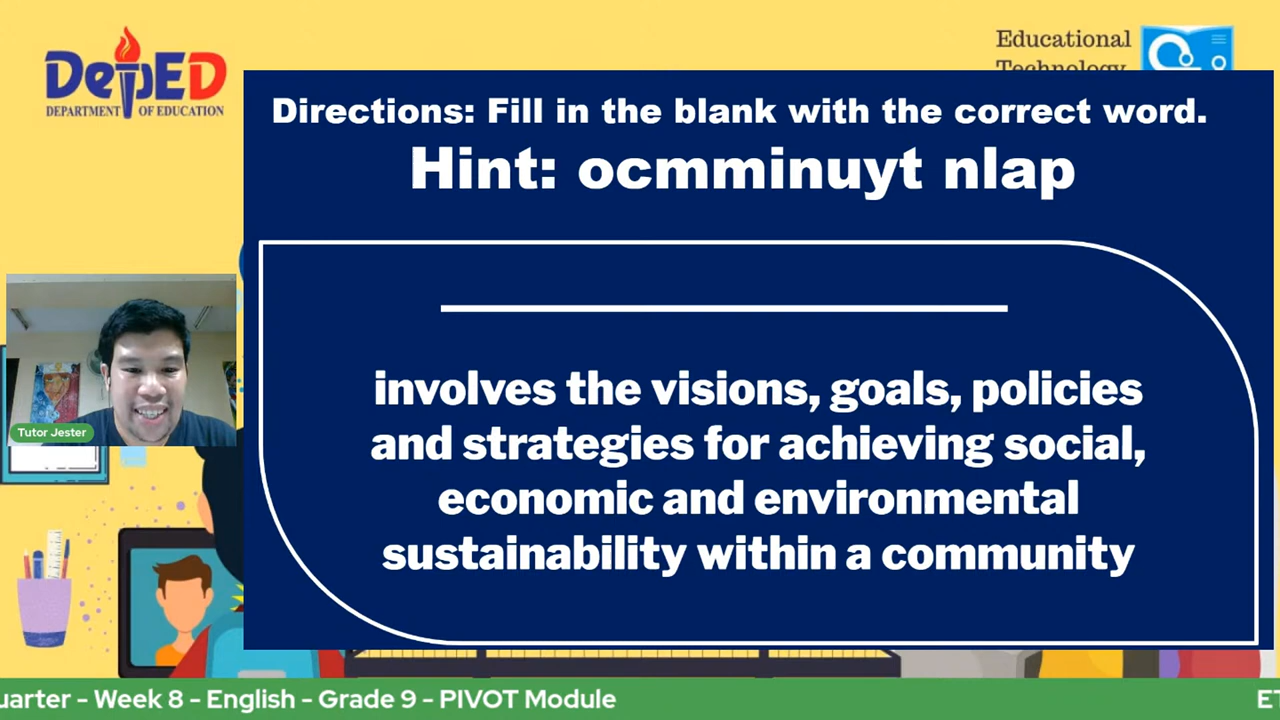 DepED
DEPARTMENT OF EDUCATION
Educational
Technology
Directions: Fill in the blank with the correct word.
Hint: ocmminuyt nlap
involves the visions, goals, policies
and strategies for achieving social,
economic and environmental
sustainability within a community
Tutor Jester
uarter - Week 8 - English - Grade 9 - PIVOT Module
ET